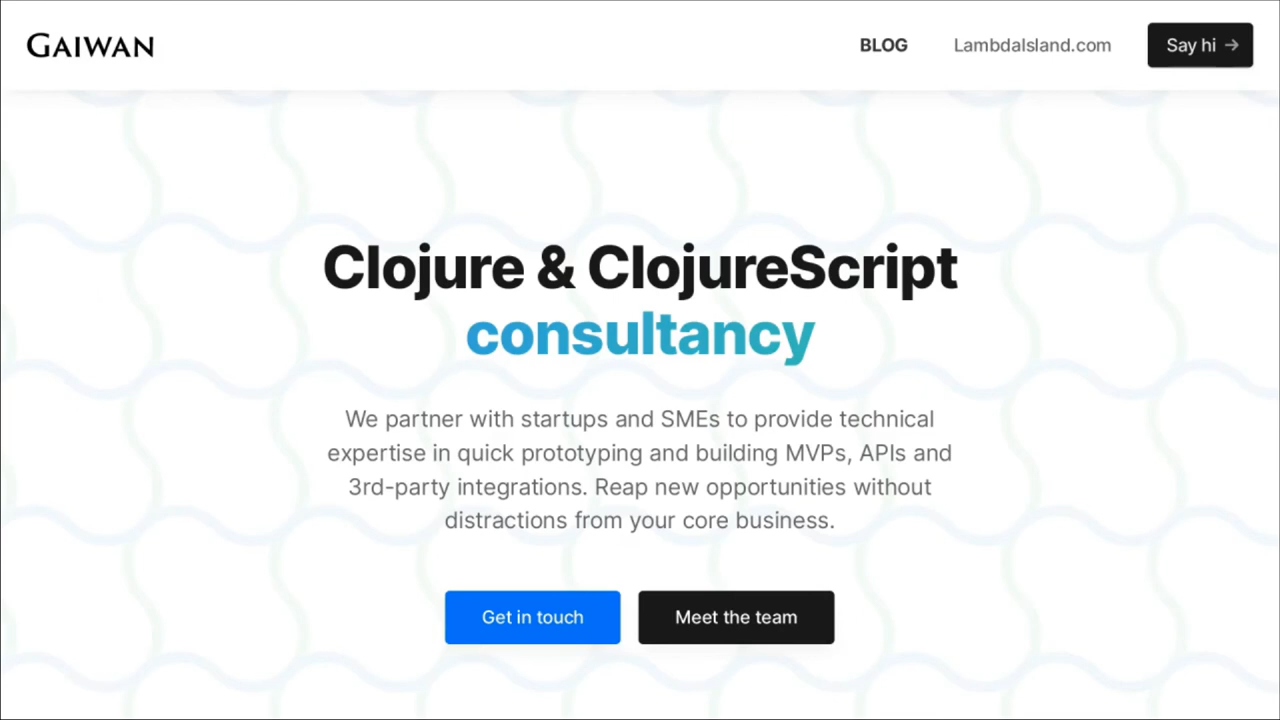 GAIWAN
BLOG
LambdaIsland.com
Say hi →
Clojure & ClojureScript
consultancy
We partner with startups and SMEs to provide technical
expertise in quick prototyping and building MVPs, APIs and
3rd-party integrations. Reap new opportunities without
distractions from your core business.
Get in touch
Meet the team